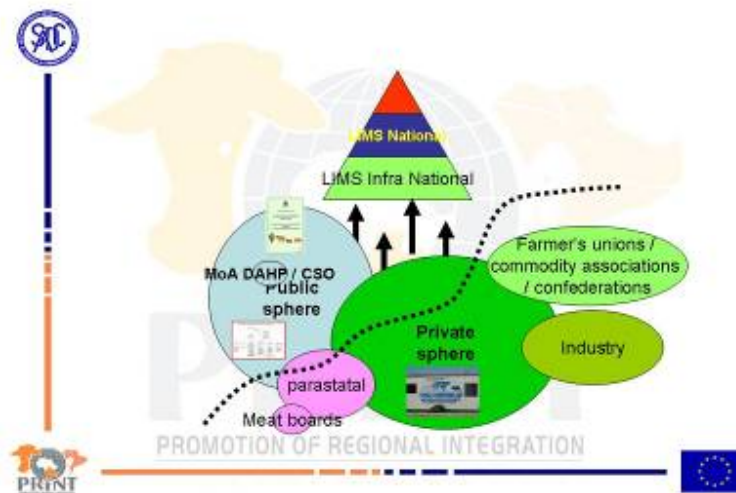 SADC
LIMS National
LIMS Infra National
MoA DAHP / CSO
Public
sphere
Farmer's unions /
commodity associations
/ confederations
Private
sphere
Industry
parastatal
Meat boards
PROMOTION OF REGIONAL INTEGRATION
PRINT